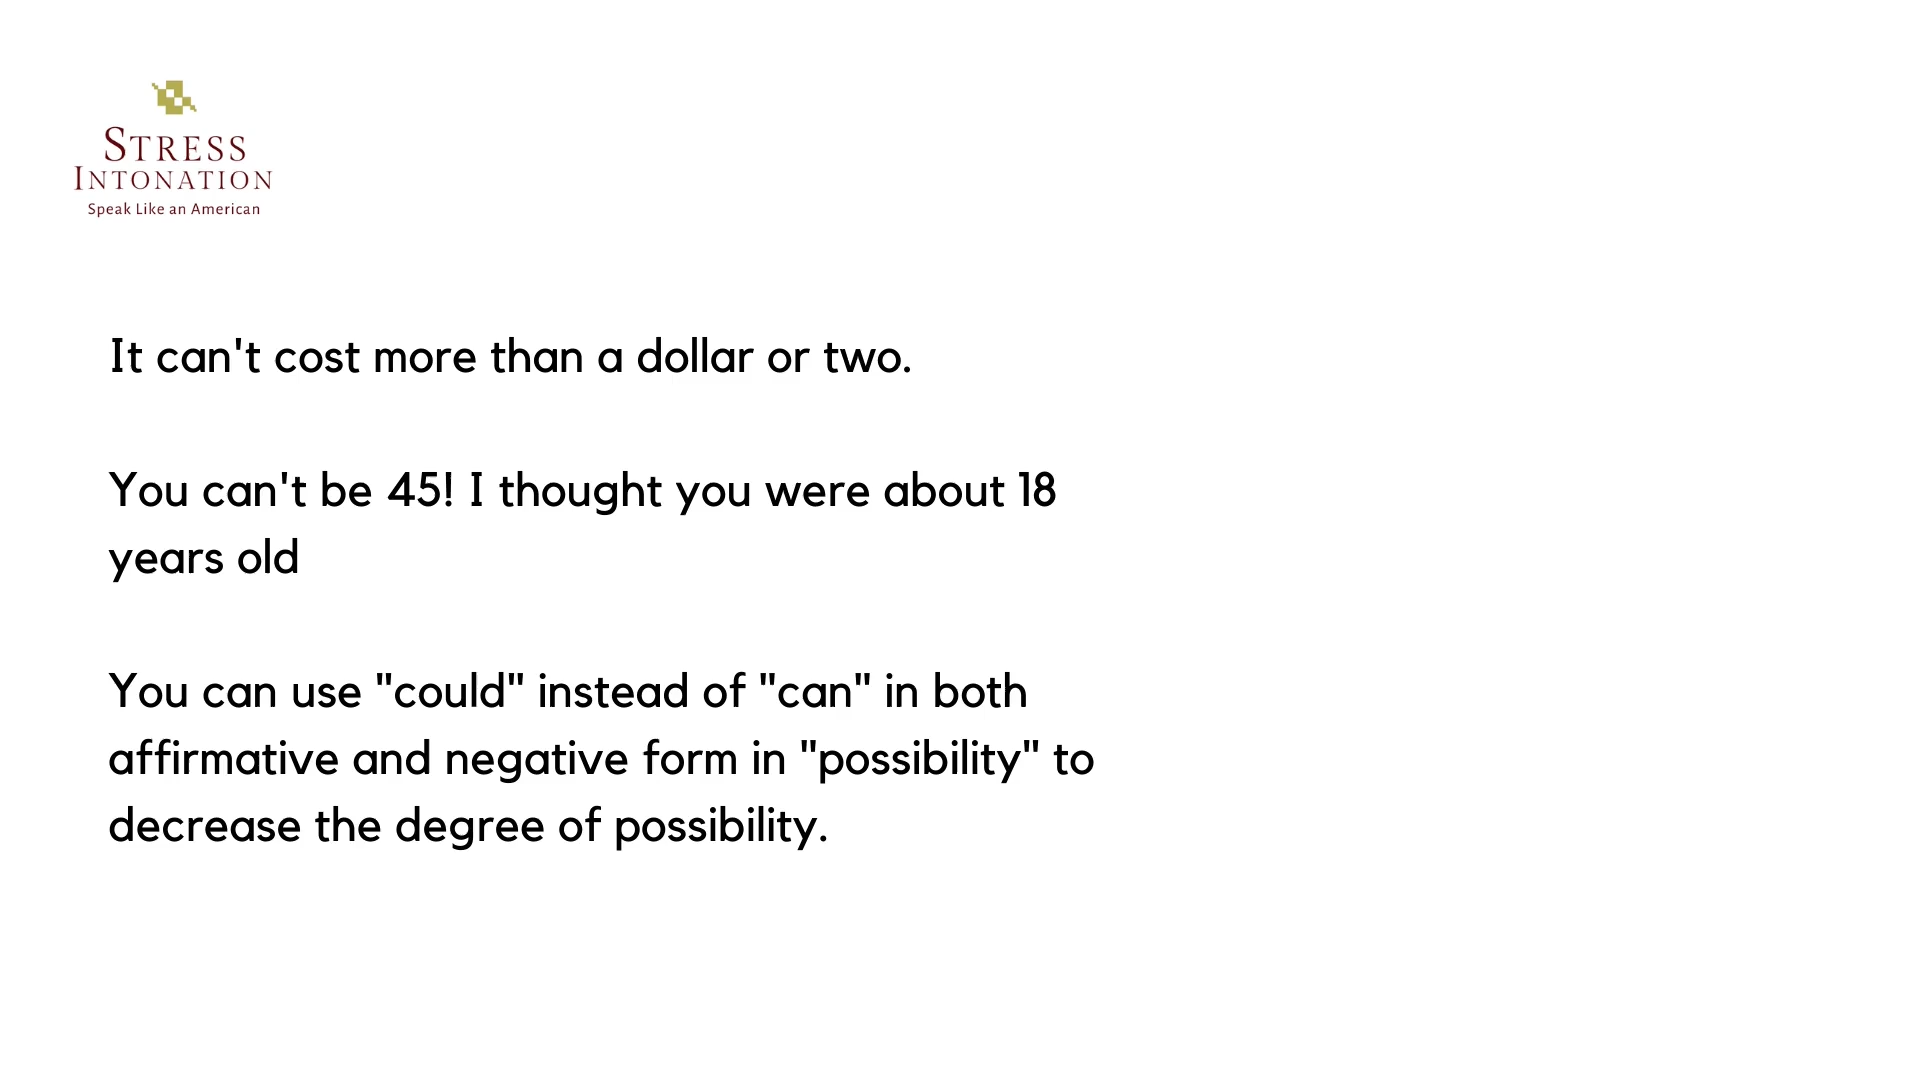 STRESS
INTONATION
Speak Like an American
It can't cost more than a dollar or two.
You can't be 45! I thought you were about 18
years old
You can use "could" instead of "can" in both
affirmative and negative form in "possibility" to
decrease the degree of possibility.